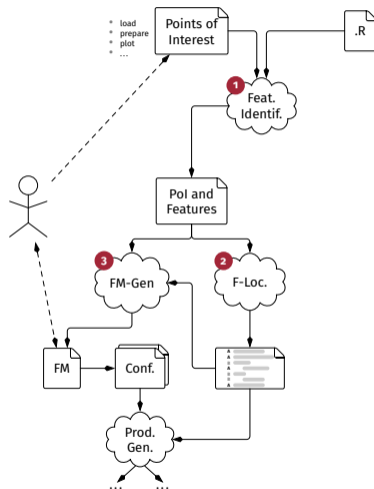 load
prepare
plot
...
Points of
Interest
.R
1
Feat.
Identif.
PoI and
Features
3
FM-Gen
2
F-Loc.
FM
Conf.
Prod.
Gen.
...
...